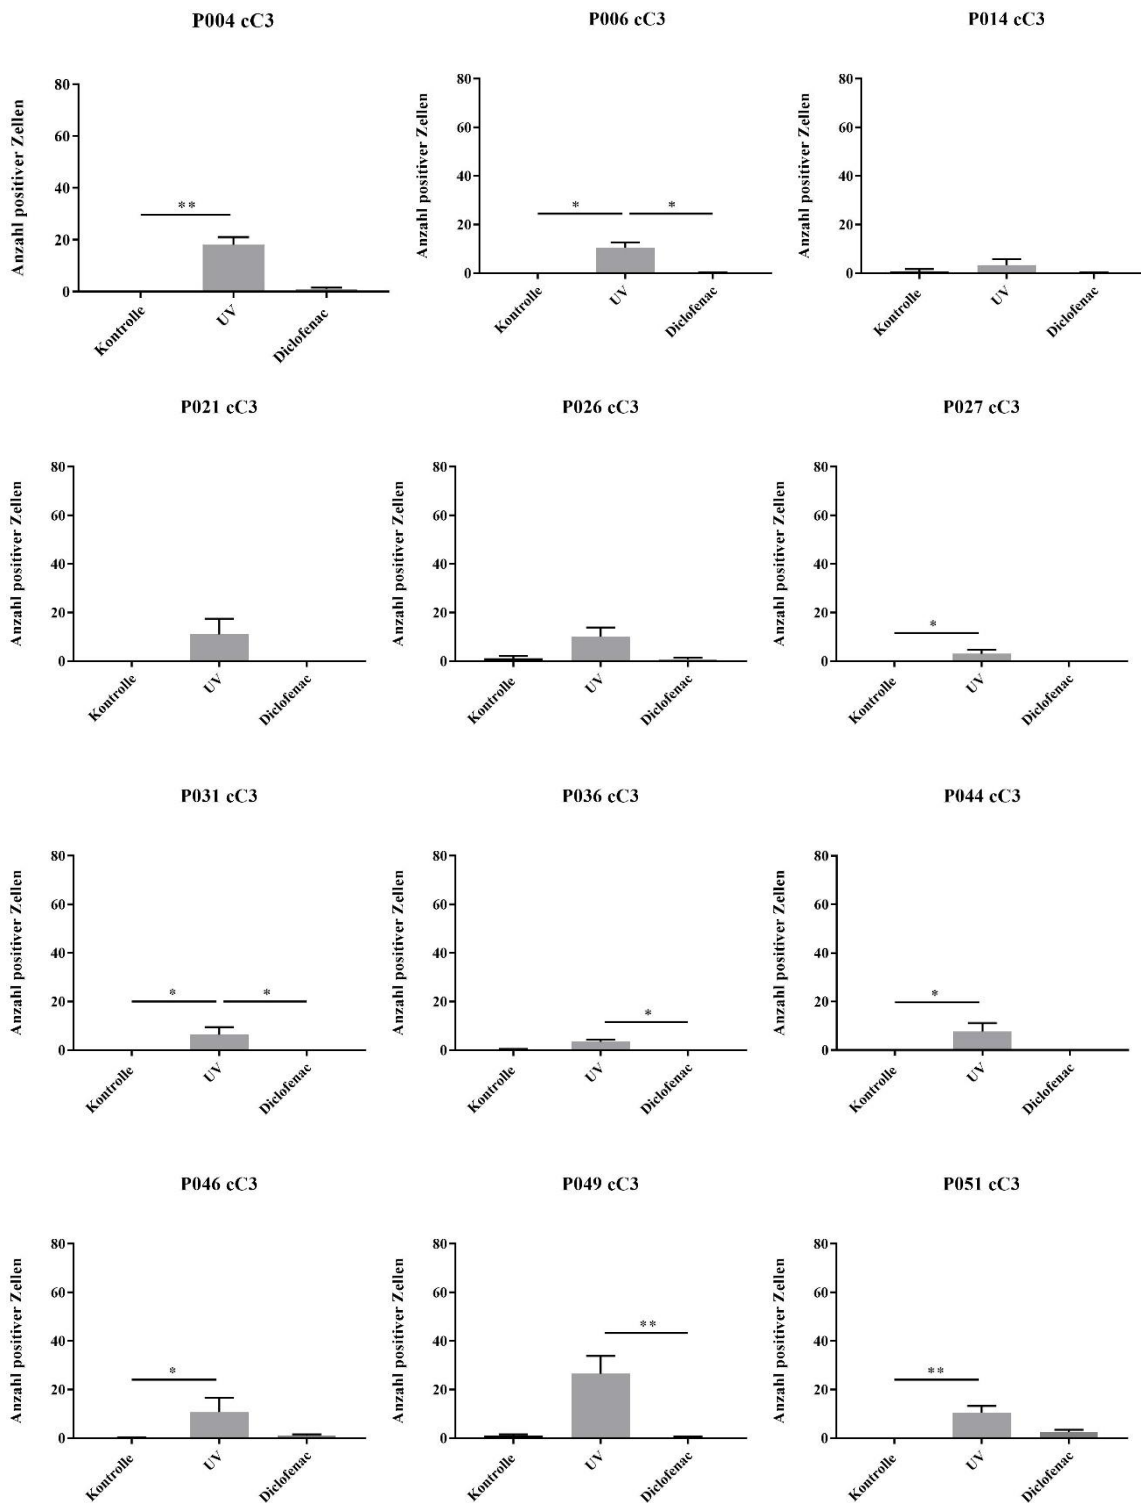 P004 cC3
P006 cC3
P014 cC3
Anzahl positiver Zellen
80
60
40
20
0
**
Kontrolle
UV
Diclofenac
Anzahl positiver Zellen
80
60
40
20
0
*
*
Kontrolle
UV
Diclofenac
Anzahl positiver Zellen
80
60
40
20
0
Kontrolle
UV
Diclofenac
P021 cC3
P026 cC3
P027 cC3
Anzahl positiver Zellen
80
60
40
20
0
Kontrolle
UV
Diclofenac
Anzahl positiver Zellen
80
60
40
20
0
Kontrolle
UV
Diclofenac
Anzahl positiver Zellen
80
60
40
20
0
*
Kontrolle
UV
Diclofenac
P031 cC3
P036 cC3
P044 cC3
Anzahl positiver Zellen
80
60
40
20
0
*
*
Kontrolle
UV
Diclofenac
Anzahl positiver Zellen
80
60
40
20
0
*
Kontrolle
UV
Diclofenac
Anzahl positiver Zellen
80
60
40
20
0
*
Kontrolle
UV
Diclofenac
P046 cC3
P049 cC3
P051 cC3
Anzahl positiver Zellen
80
60
40
20
0
*
Kontrolle
UV
Diclofenac
Anzahl positiver Zellen
80
60
40
20
0
**
Kontrolle
UV
Diclofenac
Anzahl positiver Zellen
80
60
40
20
0
**
Kontrolle
UV
Diclofenac